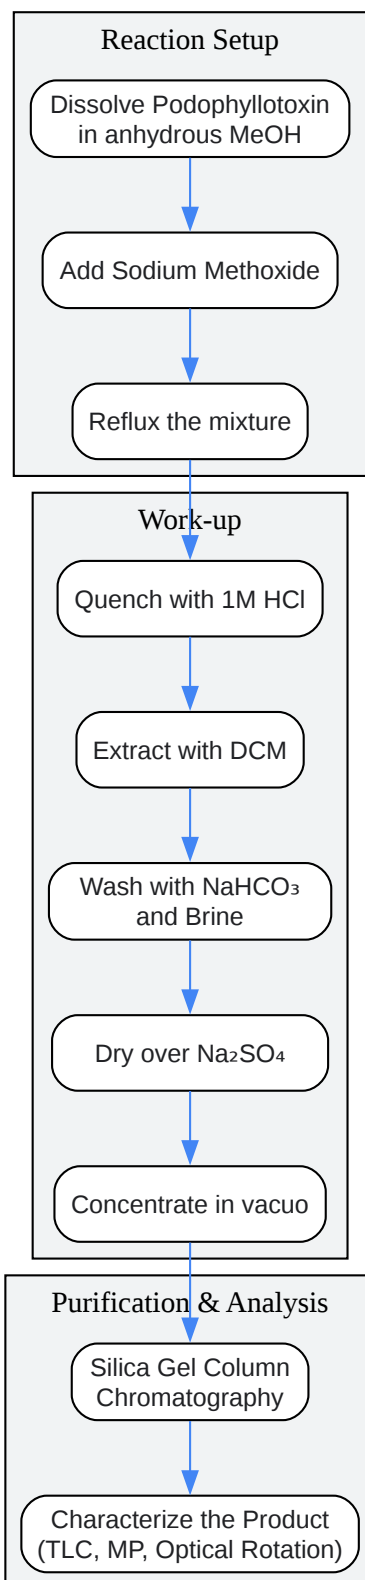 Reaction Setup
Dissolve Podophyllotoxin
in anhydrous MeOH
Add Sodium Methoxide
Reflux the mixture
Work-up
Quench with 1M HCl
Extract with DCM
Wash with NaHCO₃
and Brine
Dry over Na₂SO₄
Concentrate in vacuo
Purification & Analysis
Silica Gel Column
Chromatography
Characterize the Product
(TLC, MP, Optical Rotation)